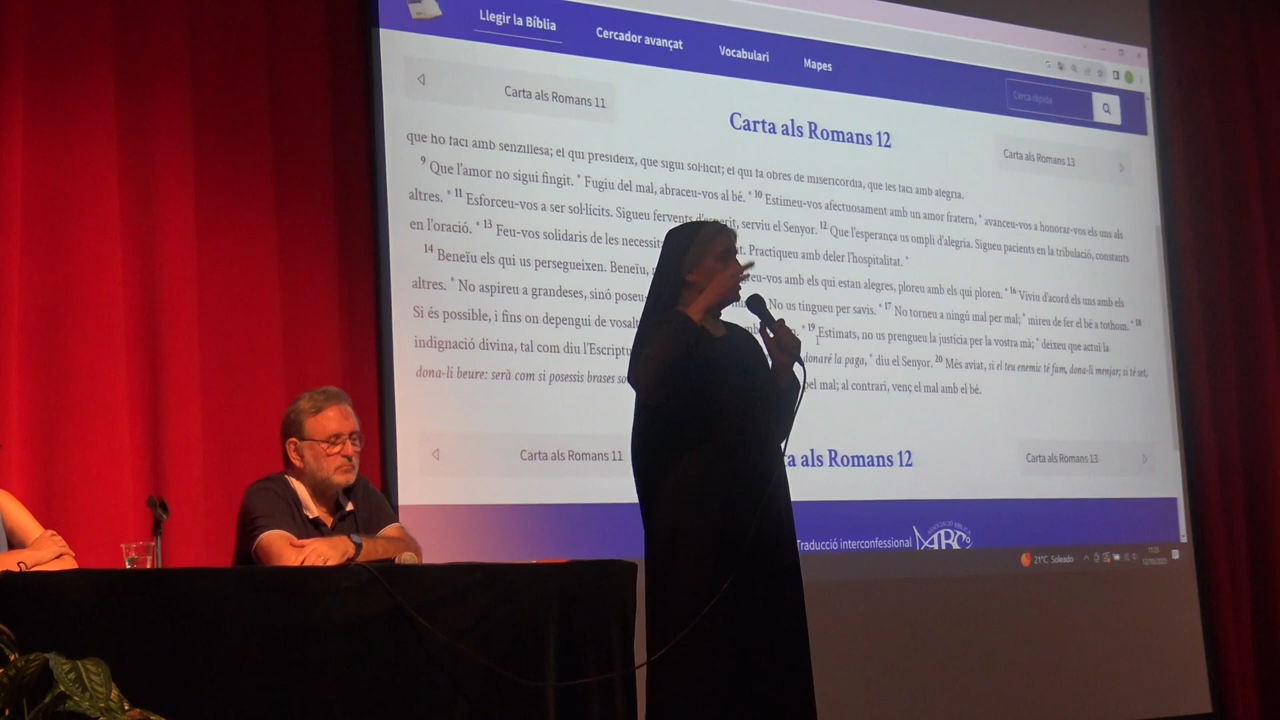 Llegir la Bíblia Cercador avançat Vocabulari Mapes
Cerca ràpida
Carta als Romans 11
Carta als Romans 12
Carta als Romans 13
que ho faci amb senzillesa; el qui presideix, que sigui sol·lícit; el qui fa obres de misericòrdia, que les faci amb alegria.
9 Que l'amor no sigui fingit. * Fugiu del mal, abraceu-vos al bé. * 10 Estimeu-vos afectuosament amb un amor fratern, * avanceu-vos a honorar-vos els uns als
altres. * 11 Esforceu-vos a ser sol·lícits. Sigueu fervents d'esperit, serviu el Senyor. 12 Que l'esperança us ompli d'alegria. Sigueu pacients en la tribulació, constants
en l'oració. * 13 Feu-vos solidaris de les necessita at. Practiqueu amb deler l'hospitalitat. *
14 Beneïu els qui us persegueixen. Beneïu, reu-vos amb els qui estan alegres, ploreu amb els qui ploren. * 16 Viviu d'acord els uns amb els
altres. * No aspireu a grandeses, sinó poseu- No us tingueu per savis. * 17 No torneu a ningú mal per mal; * mireu de fer el bé a tothom. * 18
Si és possible, i fins on depengui de vosalt * 19 Estimats, no us prengueu la justícia per la vostra mà; * deixeu que actuï la
indignació divina, tal com diu l'Escriptu donaré la paga, * diu el Senyor. 20 Més aviat, si el teu enemic té fam, dona-li menjar; si té set,
dona-li beure: serà com si posessis brases so pel mal; al contrari, venç el mal amb el bé.
Carta als Romans 11
ta als Romans 12
Carta als Romans 13
Traducció interconfessional
ASSOCIACIÓ BÍBLICA
21°C Soleado